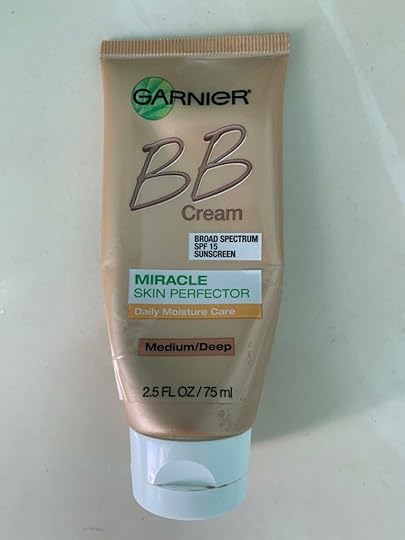 GARNIER
BB
Cream
BROAD SPECTRUM
SPF 15
SUNSCREEN
MIRACLE
SKIN PERFECTOR
Daily Moisture Care
Medium/Deep
2.5 FL OZ / 75 ml